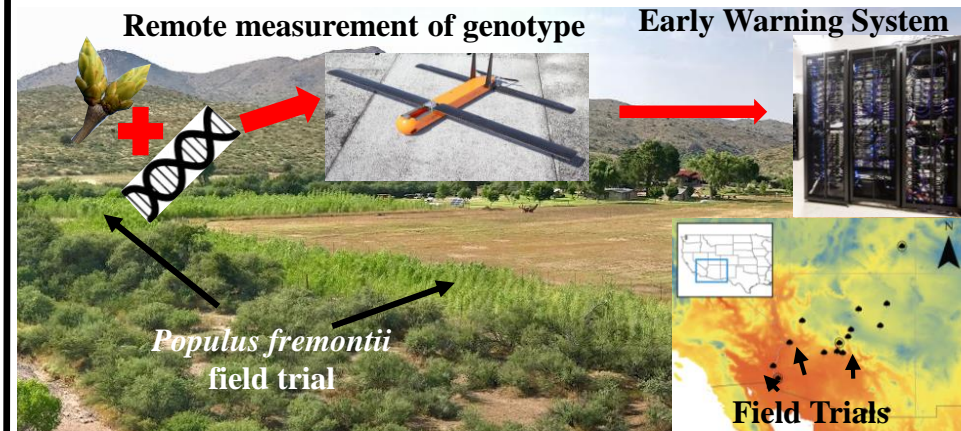 Remote measurement of genotype
Early Warning System
Populus fremontii
field trial
N
Field Trials